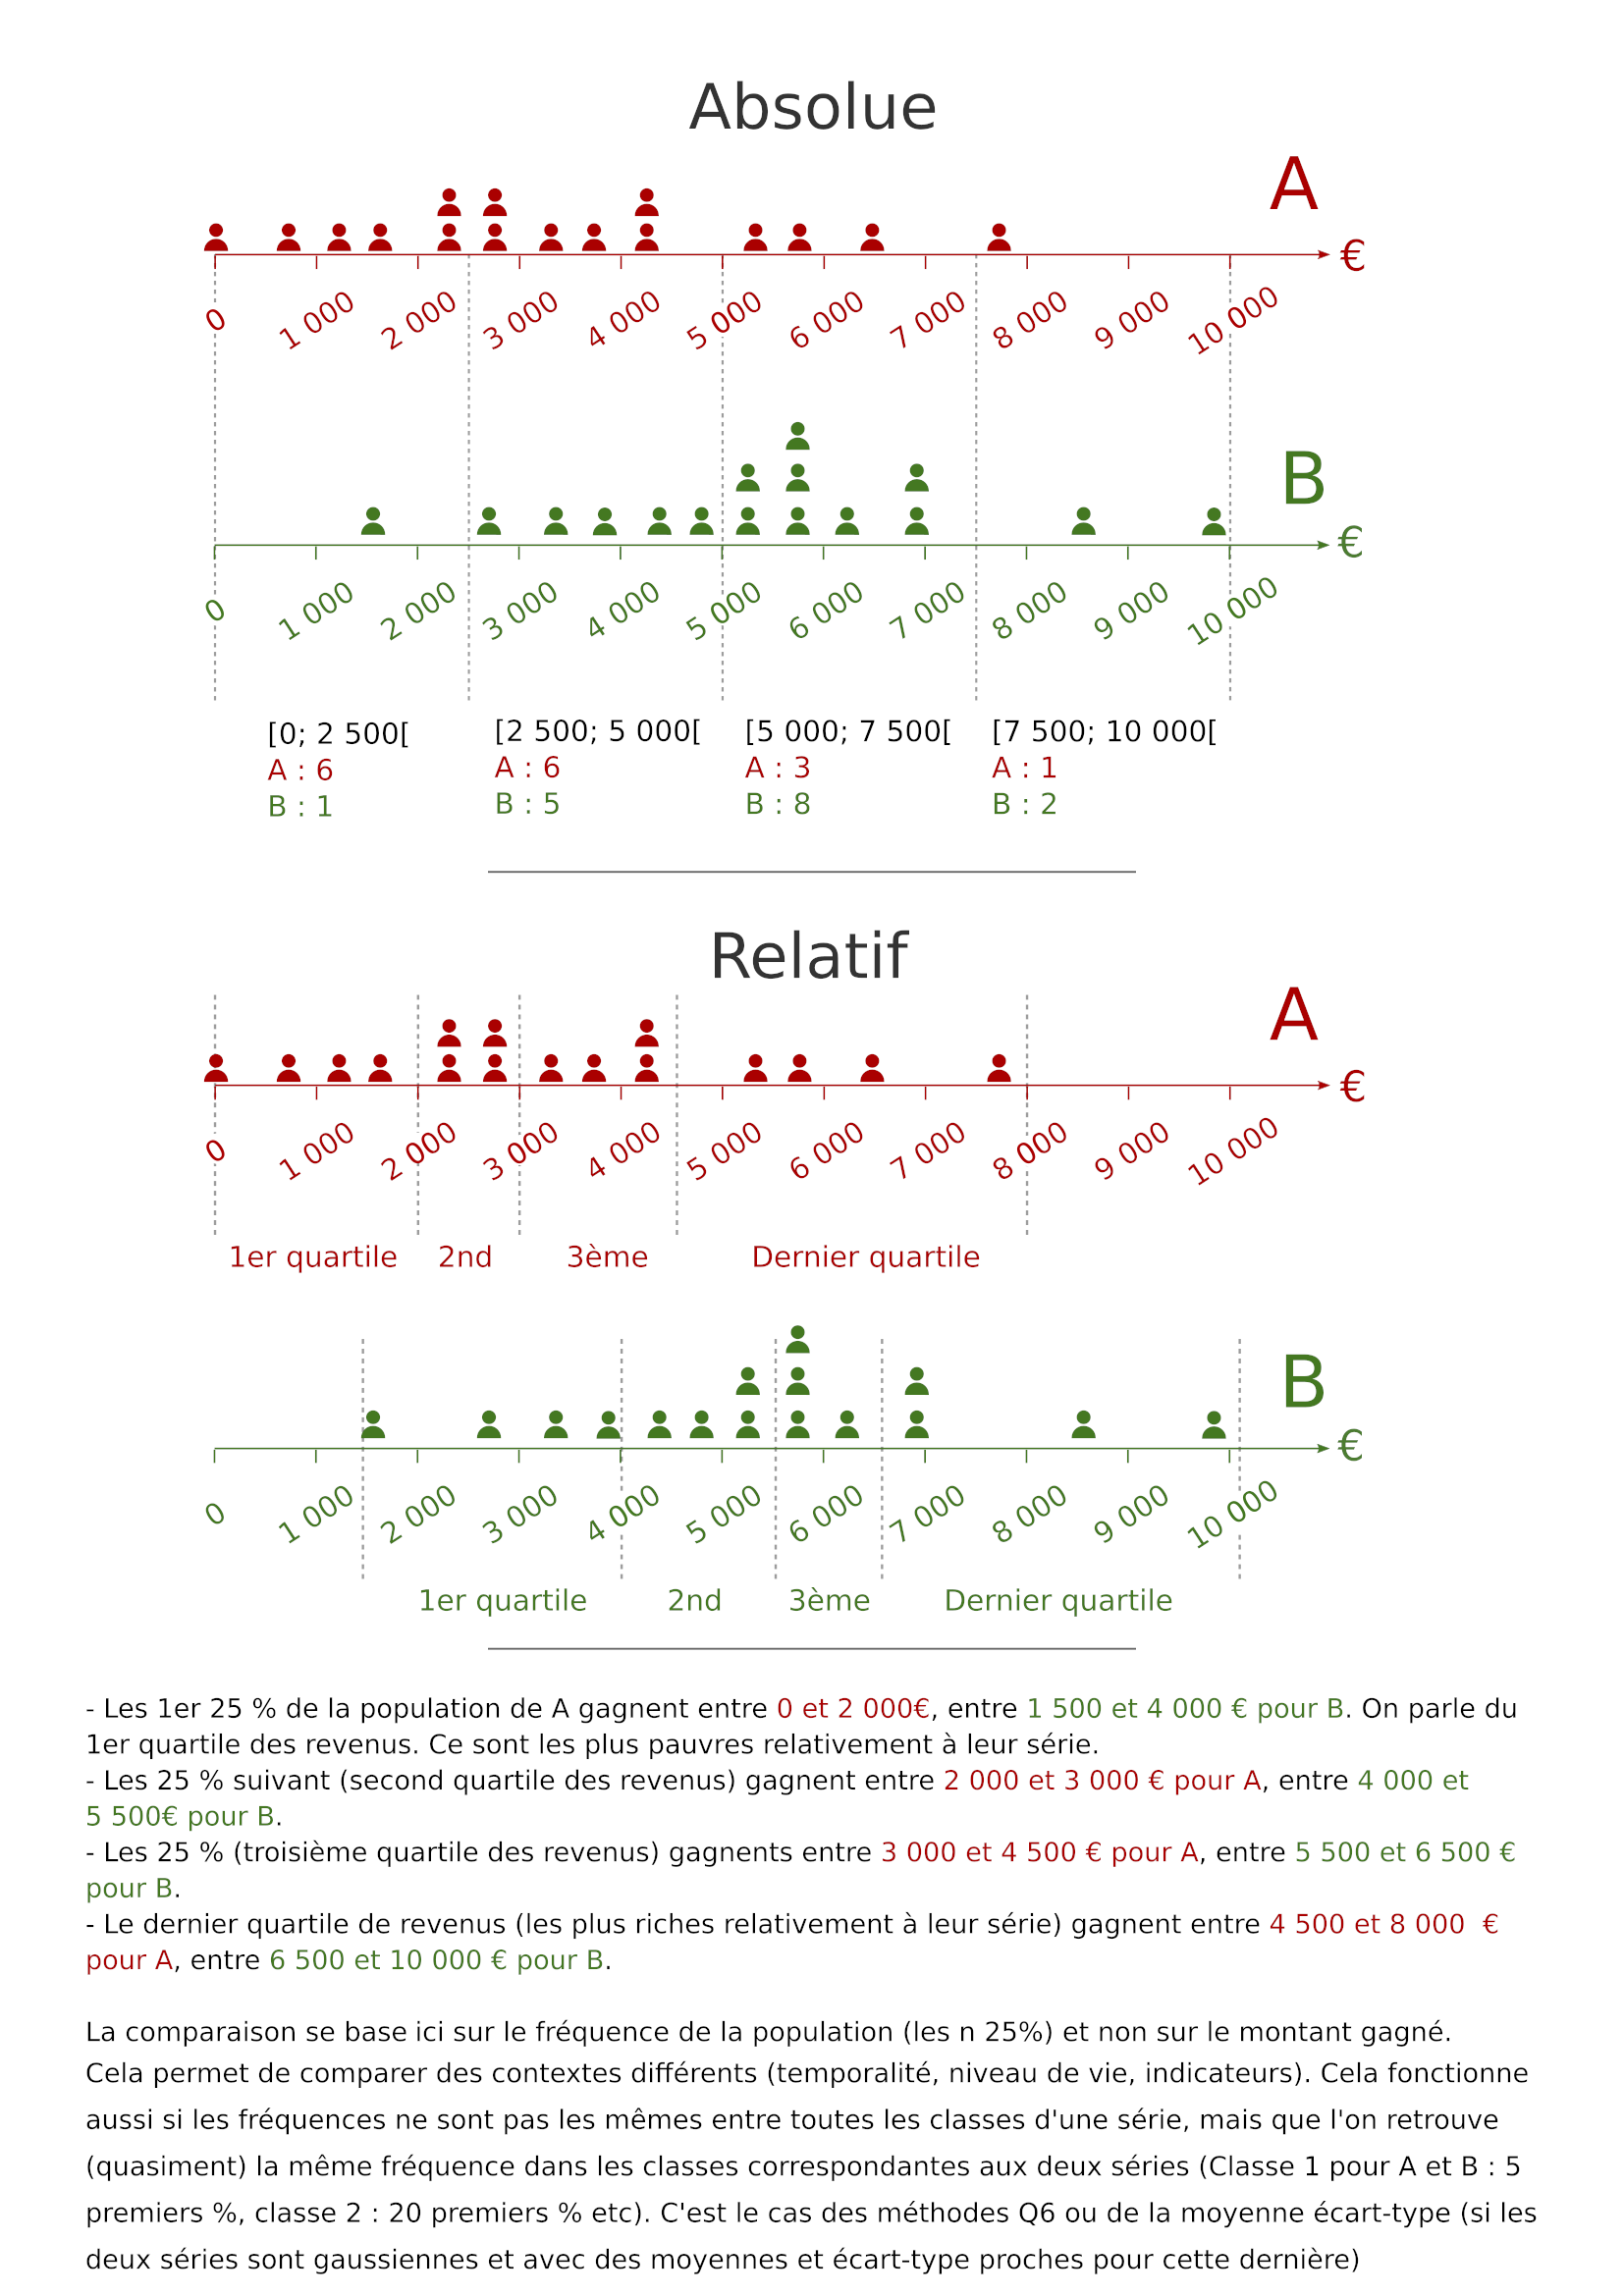 Absolue
A
€
0 1 000 2 000 3 000 4 000 5 000 6 000 7 000 8 000 9 000 10 000
B
€
0 1 000 2 000 3 000 4 000 5 000 6 000 7 000 8 000 9 000 10 000
[0; 2 500[ [2 500; 5 000[ [5 000; 7 500[ [7 500; 10 000[
A : 6 A : 6 A : 3 A : 1
B : 1 B : 5 B : 8 B : 2
Relatif
A
€
0 1 000 2 000 3 000 4 000 5 000 6 000 7 000 8 000 9 000 10 000
1er quartile 2nd 3ème Dernier quartile
B
€
0 1 000 2 000 3 000 4 000 5 000 6 000 7 000 8 000 9 000 10 000
1er quartile 2nd 3ème Dernier quartile
- Les 1er 25 % de la population de A gagnent entre 0 et 2 000€, entre 1 500 et 4 000 € pour B. On parle du
1er quartile des revenus. Ce sont les plus pauvres relativement à leur série.
- Les 25 % suivant (second quartile des revenus) gagnent entre 2 000 et 3 000 € pour A, entre 4 000 et
5 500€ pour B.
- Les 25 % (troisième quartile des revenus) gagnents entre 3 000 et 4 500 € pour A, entre 5 500 et 6 500 €
pour B.
- Le dernier quartile de revenus (les plus riches relativement à leur série) gagnent entre 4 500 et 8 000  €
pour A, entre 6 500 et 10 000 € pour B.
La comparaison se base ici sur le fréquence de la population (les n 25%) et non sur le montant gagné.
Cela permet de comparer des contextes différents (temporalité, niveau de vie, indicateurs). Cela fonctionne
aussi si les fréquences ne sont pas les mêmes entre toutes les classes d'une série, mais que l'on retrouve
(quasiment) la même fréquence dans les classes correspondantes aux deux séries (Classe 1 pour A et B : 5
premiers %, classe 2 : 20 premiers % etc). C'est le cas des méthodes Q6 ou de la moyenne écart-type (si les
deux séries sont gaussiennes et avec des moyennes et écart-type proches pour cette dernière)